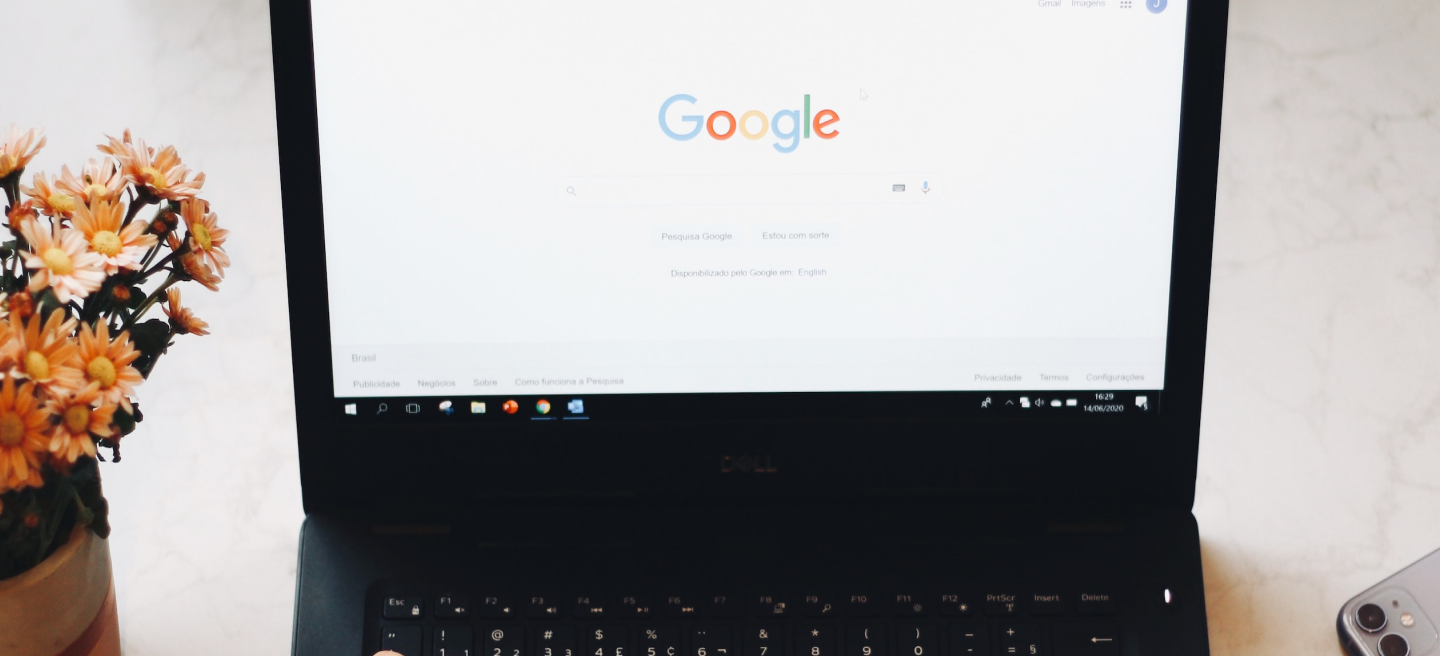 Gmail Imagens
J
Google
Pesquisa Google Estou com sorte
Disponibilizado pelo Google em: English
Brasil
Publicidade Negócios Sobre Como funciona a Pesquisa Privacidade Termos Configurações
16:29
14/06/2020
DELL
Esc F1 F2 F3 F4 F5 F6 F7 F8 F9 F10 F11 F12 PrtScr Insert Delete
" ! @ # $ % ¨ & * ( ) – +
1 1 2 2 3 3 4 £ 5 ¢ 6 ¬ 7 8 9 0 - = §